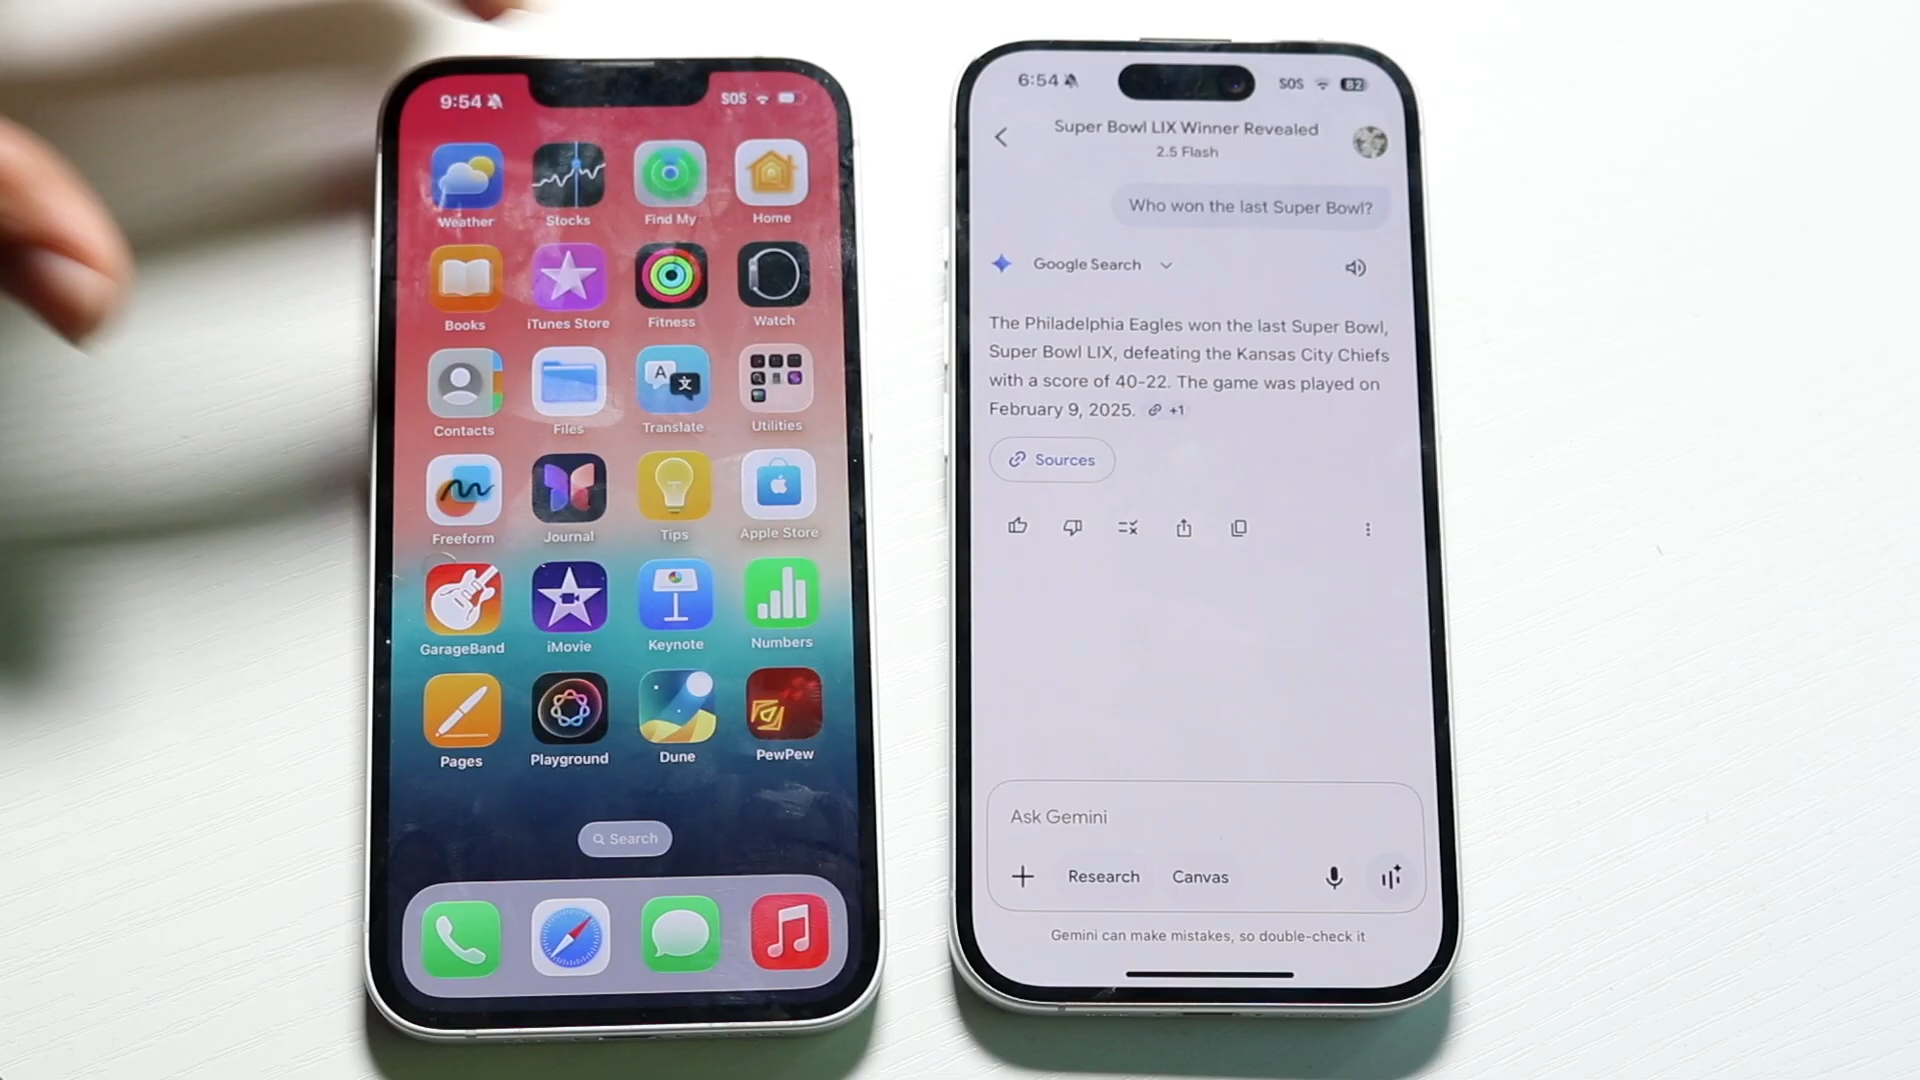 9:54
SOS
Weather
Stocks
Find My
Home
Books
iTunes Store
Fitness
Watch
A
文
Contacts
Files
Translate
Utilities
Freeform
Journal
Tips
Apple Store
GarageBand
iMovie
Keynote
Numbers
Pages
Playground
Dune
PewPew
Search
6:54
SOS
82
Super Bowl LIX Winner Revealed
2.5 Flash
Who won the last Super Bowl?
Google Search
The Philadelphia Eagles won the last Super Bowl,
Super Bowl LIX, defeating the Kansas City Chiefs
with a score of 40-22. The game was played on
February 9, 2025. +1
Sources
Ask Gemini
Research
Canvas
Gemini can make mistakes, so double-check it